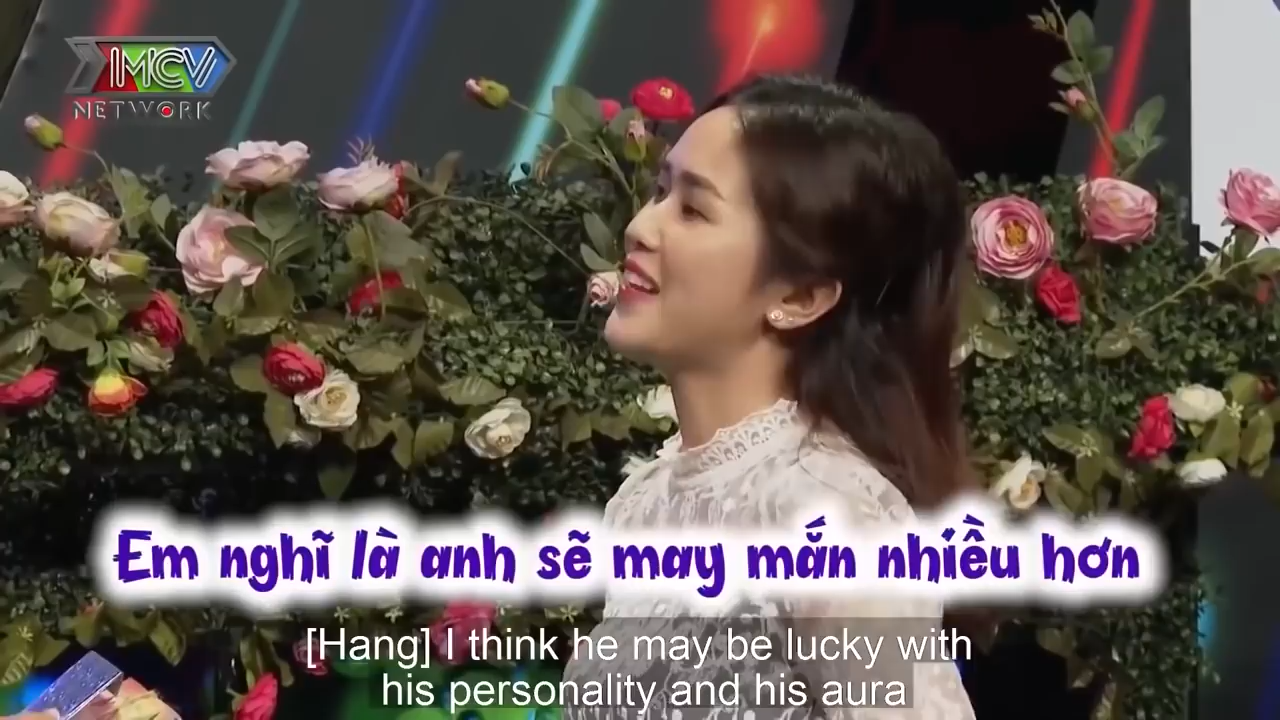 MCV
NETWORK
Em nghĩ là anh sẽ may mắn nhiều hơn
[Hang] I think he may be lucky with
his personality and his aura